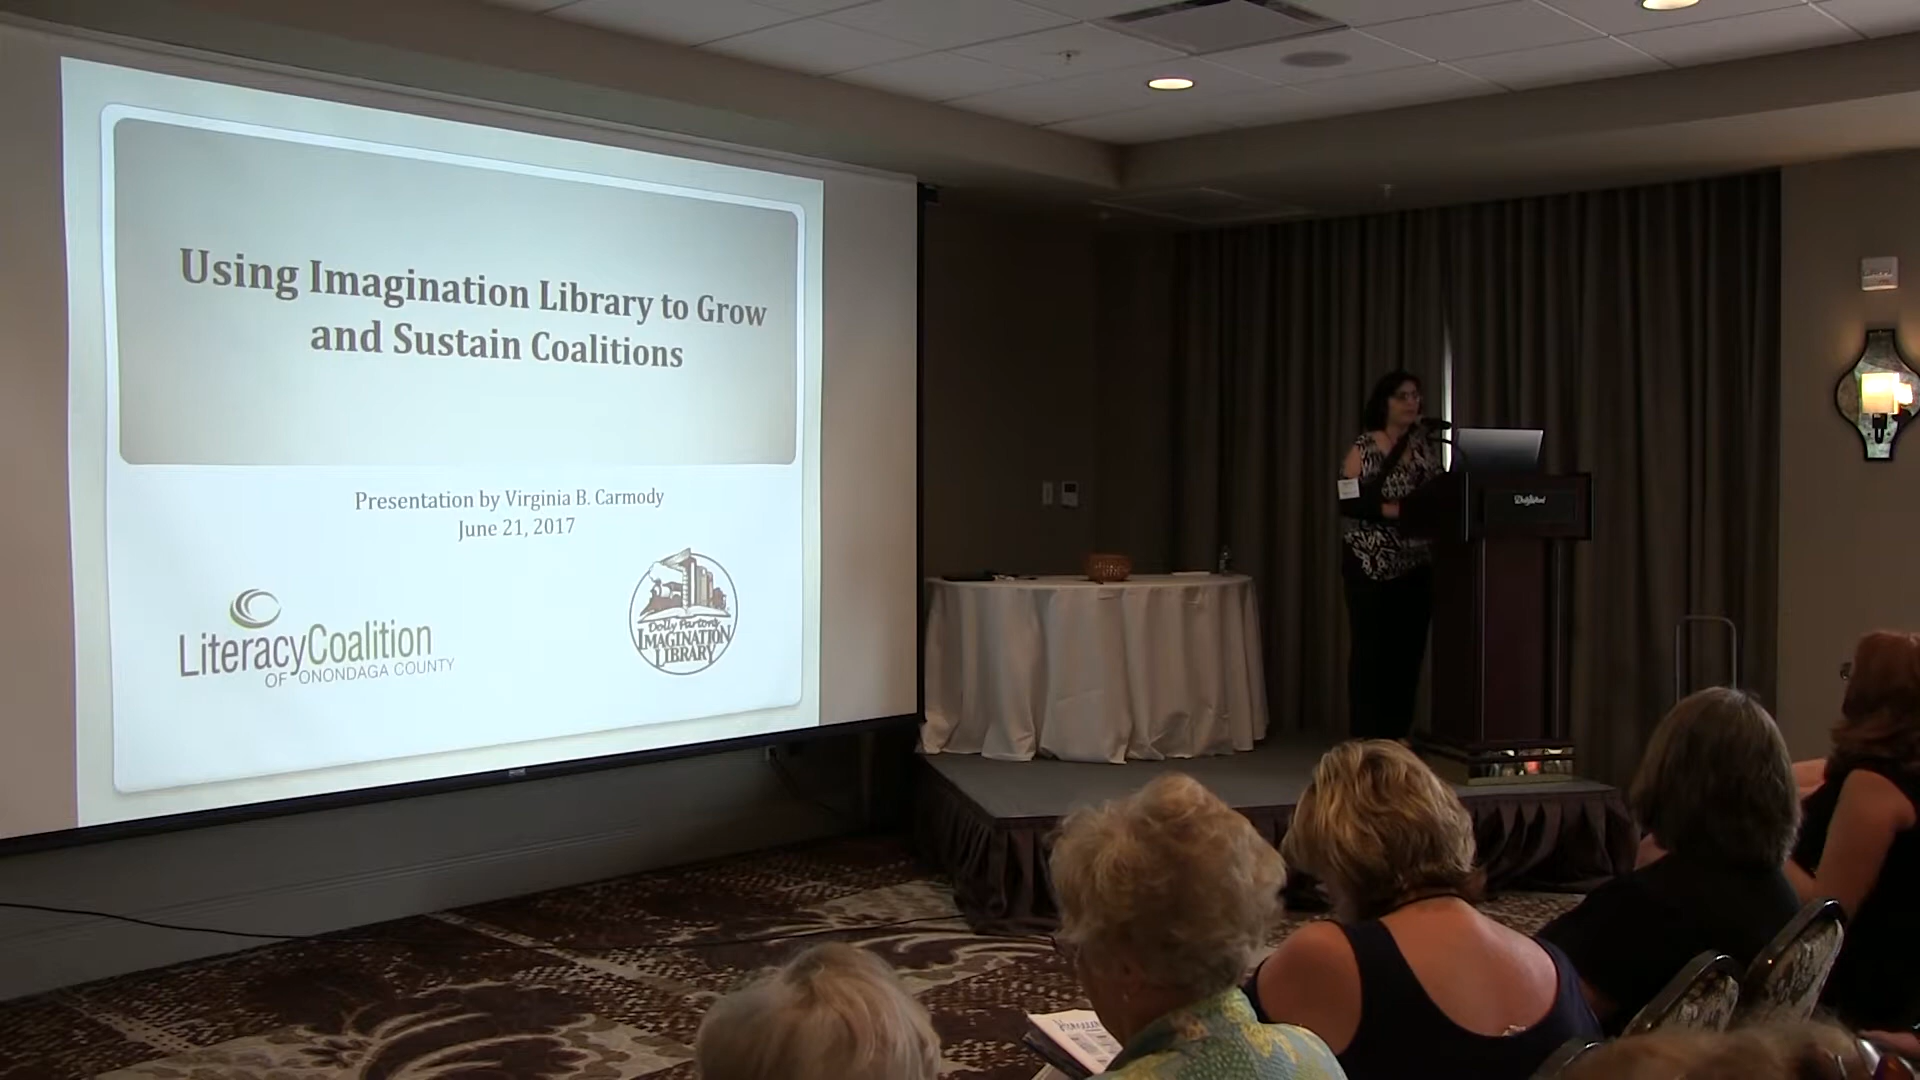 Using Imagination Library to Grow
and Sustain Coalitions
Presentation by Virginia B. Carmody
June 21, 2017
LiteracyCoalition
OF ONONDAGA COUNTY
Dolly Parton's
IMAGINATION
LIBRARY